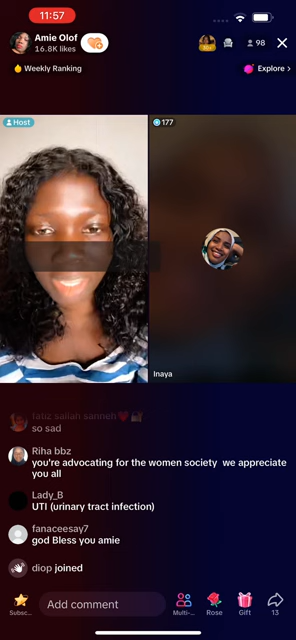 11:57
Amie Olof
16.8K likes
98
Weekly Ranking
Explore >
Host
177
Inaya
fatiz sallah sanneh❤️
so sad
Riha bbz
you're advocating for the women society we appreciate
you all
Lady_B
UTI (urinary tract infection)
fanaceesay7
god Bless you amie
diop joined
Subsc...
Add comment
Multi-...
Rose
Gift
13